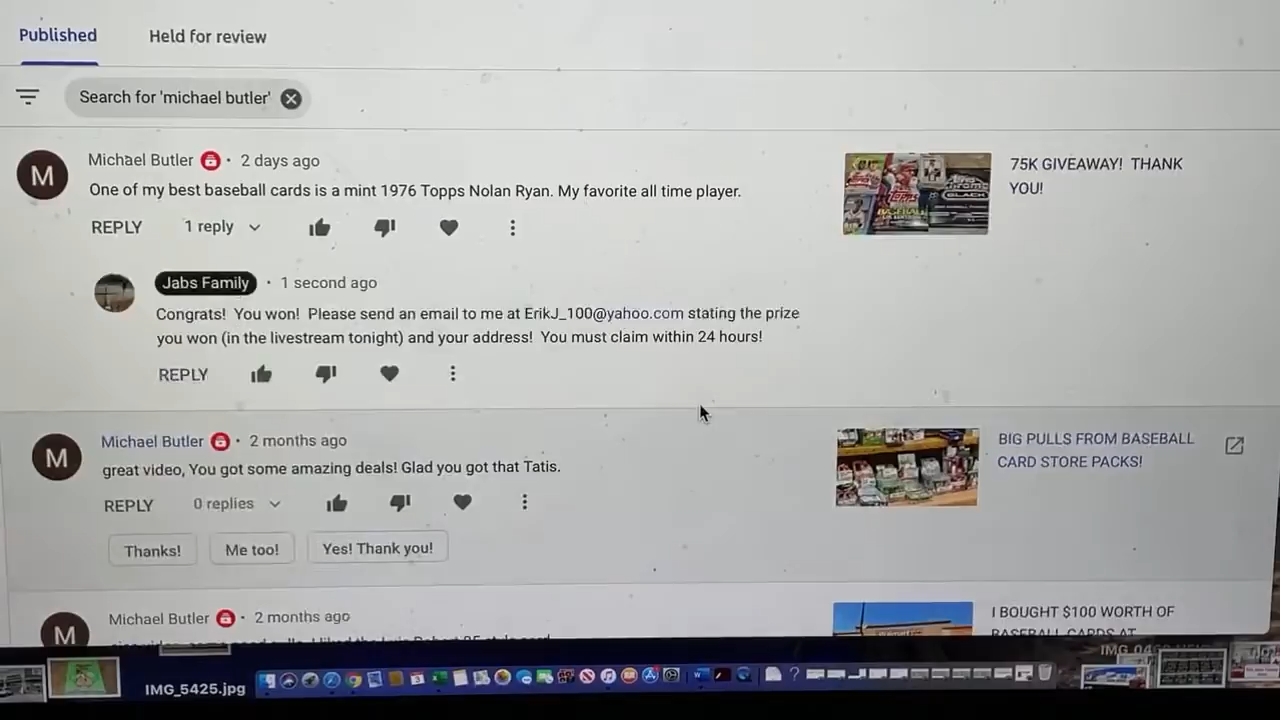 Published
Held for review
Search for 'michael butler'
M
Michael Butler · 2 days ago
One of my best baseball cards is a mint 1976 Topps Nolan Ryan. My favorite all time player.
REPLY 1 reply
75K GIVEAWAY! THANK
YOU!
Jabs Family · 1 second ago
Congrats! You won! Please send an email to me at ErikJ_100@yahoo.com stating the prize
you won (in the livestream tonight) and your address! You must claim within 24 hours!
REPLY
M
Michael Butler · 2 months ago
great video, You got some amazing deals! Glad you got that Tatis.
REPLY 0 replies
Thanks! Me too! Yes! Thank you!
BIG PULLS FROM BASEBALL
CARD STORE PACKS!
M
Michael Butler · 2 months ago
I BOUGHT $100 WORTH OF
BASEBALL CARDS AT
IMG_5425.jpg